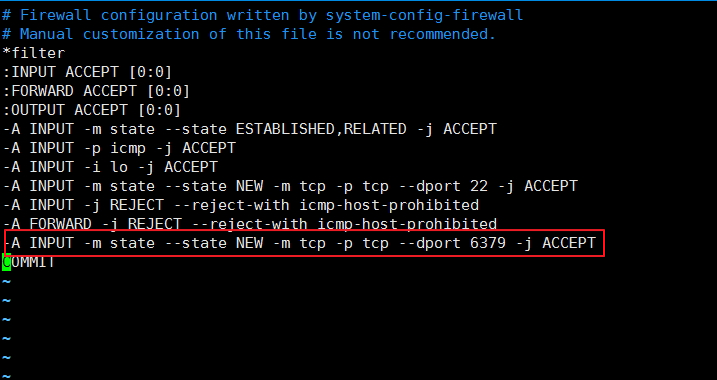 # Firewall configuration written by system-config-firewall
# Manual customization of this file is not recommended.
*filter
:INPUT ACCEPT [0:0]
:FORWARD ACCEPT [0:0]
:OUTPUT ACCEPT [0:0]
-A INPUT -m state --state ESTABLISHED,RELATED -j ACCEPT
-A INPUT -p icmp -j ACCEPT
-A INPUT -i lo -j ACCEPT
-A INPUT -m state --state NEW -m tcp -p tcp --dport 22 -j ACCEPT
-A INPUT -j REJECT --reject-with icmp-host-prohibited
-A FORWARD -j REJECT --reject-with icmp-host-prohibited
-A INPUT -m state --state NEW -m tcp -p tcp --dport 6379 -j ACCEPT
COMMIT
~
~
~
~
~
~